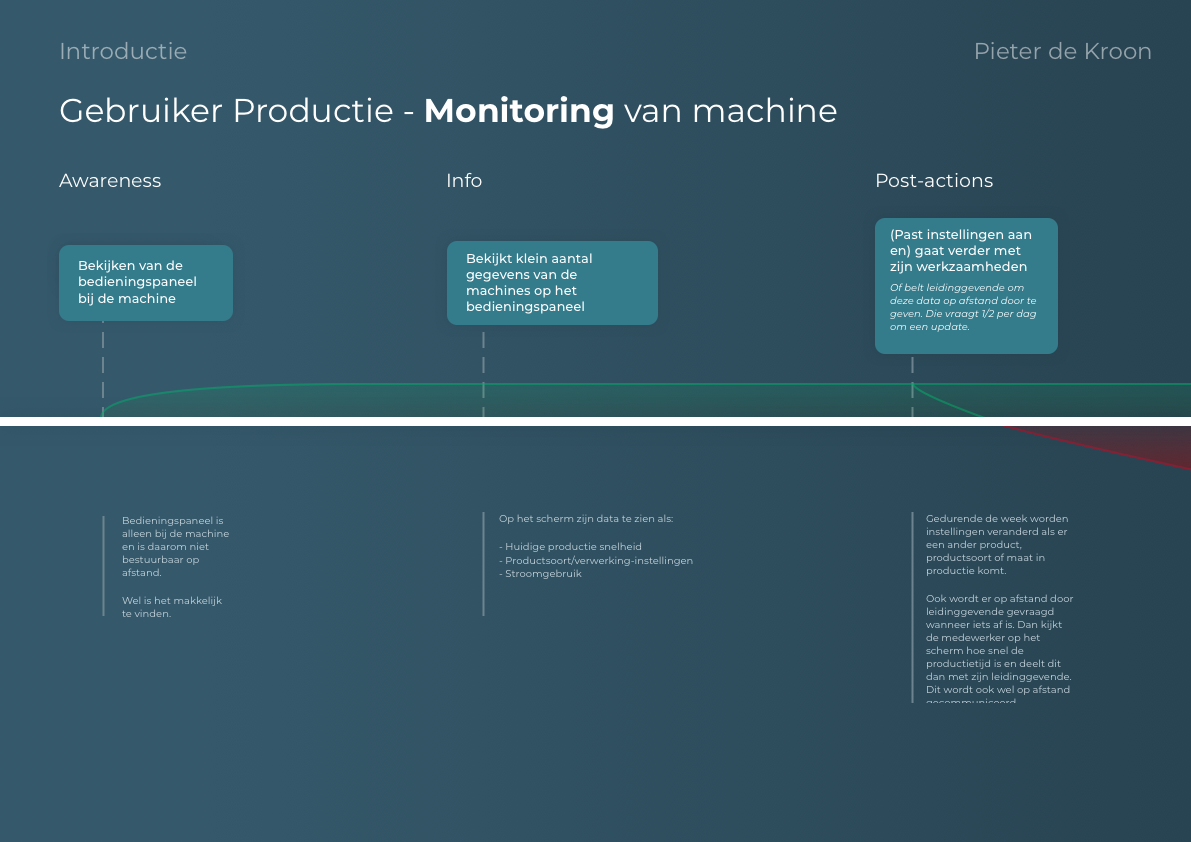 Introductie
Pieter de Kroon
Gebruiker Productie - Monitoring van machine
Awareness
Info
Post-actions
Bekijken van de
bedieningspaneel
bij de machine
Bekijkt klein aantal
gegevens van de
machines op het
bedieningspaneel
(Past instellingen aan
en) gaat verder met
zijn werkzaamheden
Of belt leidinggevende om
deze data op afstand door te
geven. Die vraagt 1/2 per dag
om een update.
Bedieningspaneel is
alleen bij de machine
en is daarom niet
bestuurbaar op
afstand.
Wel is het makkelijk
te vinden.
Op het scherm zijn data te zien als:
- Huidige productie snelheid
- Productsoort/verwerking-instellingen
- Stroomgebruik
Gedurende de week worden
instellingen veranderd als er
een ander product,
productsoort of maat in
productie komt.
Ook wordt er op afstand door
leidinggevende gevraagd
wanneer iets af is. Dan kijkt
de medewerker op het
scherm hoe snel de
productietijd is en deelt dit
dan met zijn leidinggevende.
Dit wordt ook wel op afstand